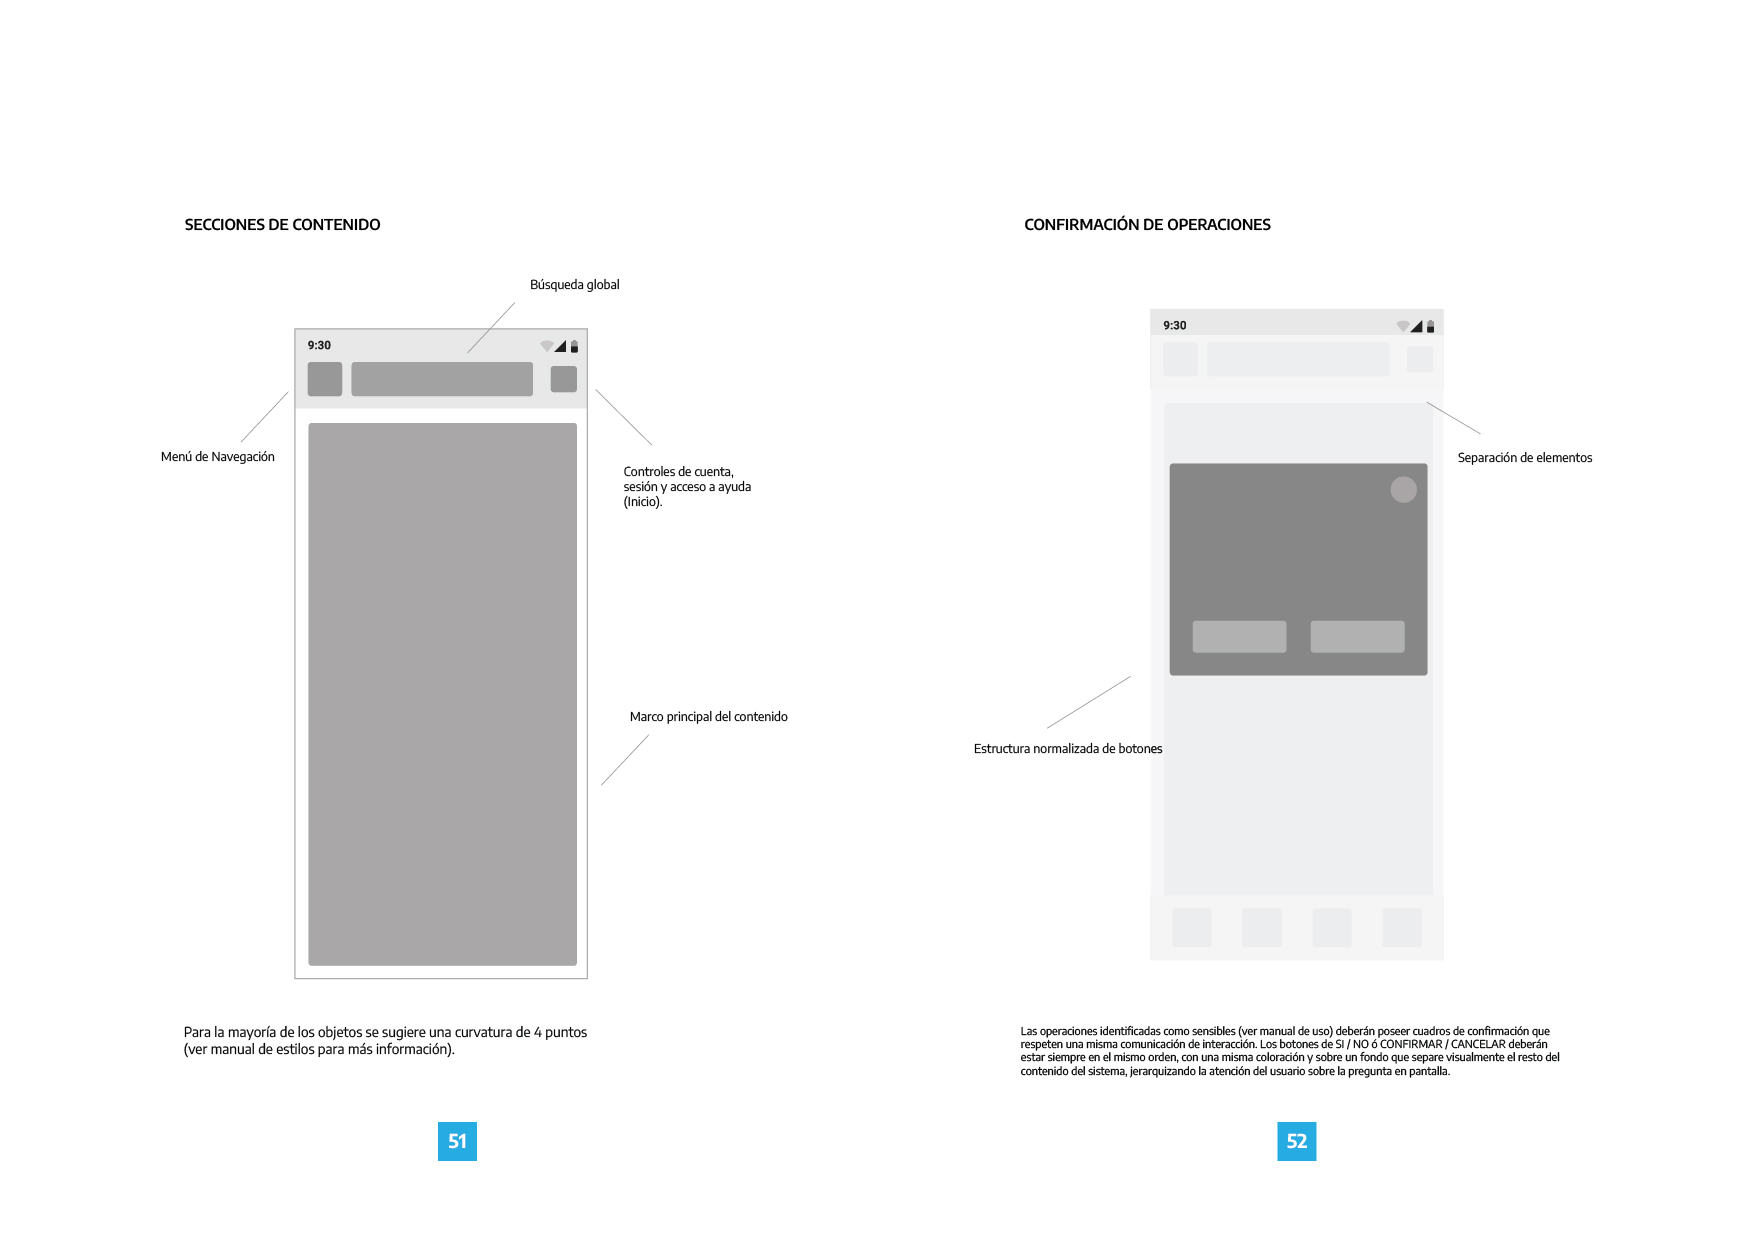 SECCIONES DE CONTENIDO
Búsqueda global
9:30
Menú de Navegación
Controles de cuenta,
sesión y acceso a ayuda
(Inicio).
Marco principal del contenido
Para la mayoría de los objetos se sugiere una curvatura de 4 puntos
(ver manual de estilos para más información).
51
CONFIRMACIÓN DE OPERACIONES
9:30
Separación de elementos
Estructura normalizada de botones
Las operaciones identificadas como sensibles (ver manual de uso) deberán poseer cuadros de confirmación que
respeten una misma comunicación de interacción. Los botones de SI / NO ó CONFIRMAR / CANCELAR deberán
estar siempre en el mismo orden, con una misma coloración y sobre un fondo que separe visualmente el resto del
contenido del sistema, jerarquizando la atención del usuario sobre la pregunta en pantalla.
52